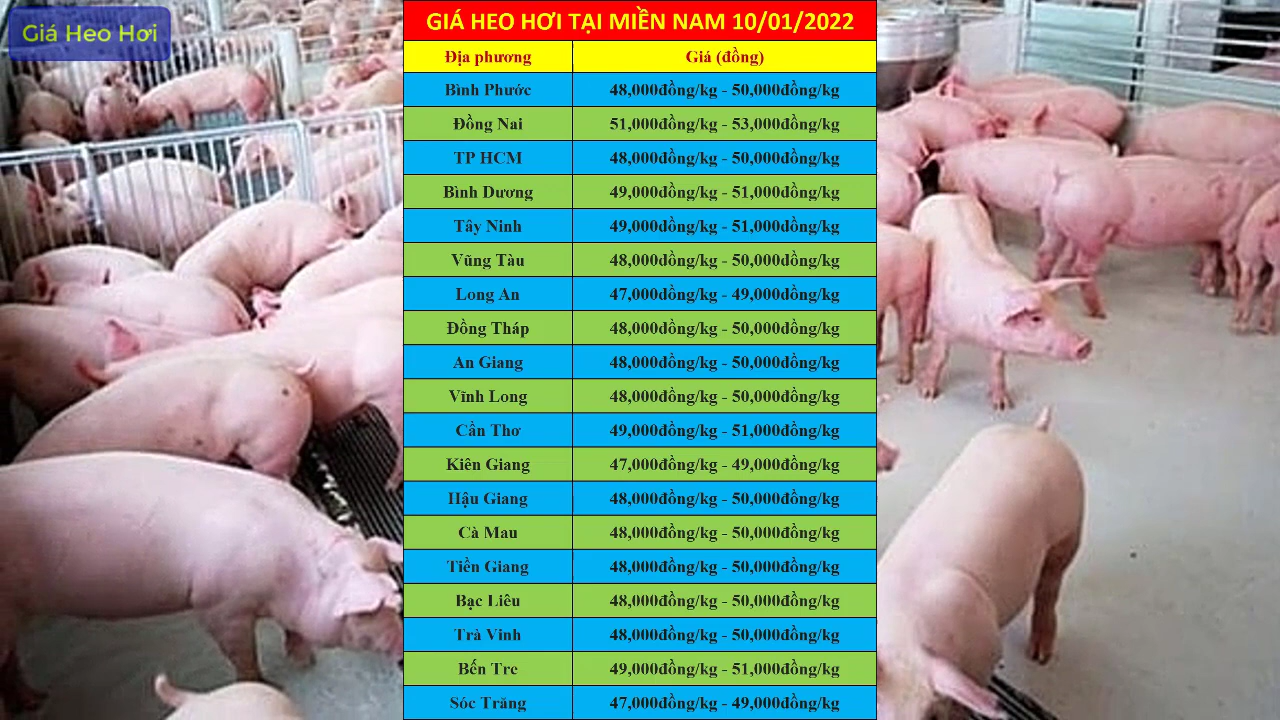 Giá Heo Hơi
GIÁ HEO HƠI TẠI MIỀN NAM 10/01/2022
Địa phương Giá (đồng)
Bình Phước 48,000đồng/kg - 50,000đồng/kg
Đồng Nai 51,000đồng/kg - 53,000đồng/kg
TP HCM 48,000đồng/kg - 50,000đồng/kg
Bình Dương 49,000đồng/kg - 51,000đồng/kg
Tây Ninh 49,000đồng/kg - 51,000đồng/kg
Vũng Tàu 48,000đồng/kg - 50,000đồng/kg
Long An 47,000đồng/kg - 49,000đồng/kg
Đồng Tháp 48,000đồng/kg - 50,000đồng/kg
An Giang 48,000đồng/kg - 50,000đồng/kg
Vĩnh Long 48,000đồng/kg - 50,000đồng/kg
Cần Thơ 49,000đồng/kg - 51,000đồng/kg
Kiên Giang 47,000đồng/kg - 49,000đồng/kg
Hậu Giang 48,000đồng/kg - 50,000đồng/kg
Cà Mau 48,000đồng/kg - 50,000đồng/kg
Tiền Giang 48,000đồng/kg - 50,000đồng/kg
Bạc Liêu 48,000đồng/kg - 50,000đồng/kg
Trà Vinh 48,000đồng/kg - 50,000đồng/kg
Bến Tre 49,000đồng/kg - 51,000đồng/kg
Sóc Trăng 47,000đồng/kg - 49,000đồng/kg